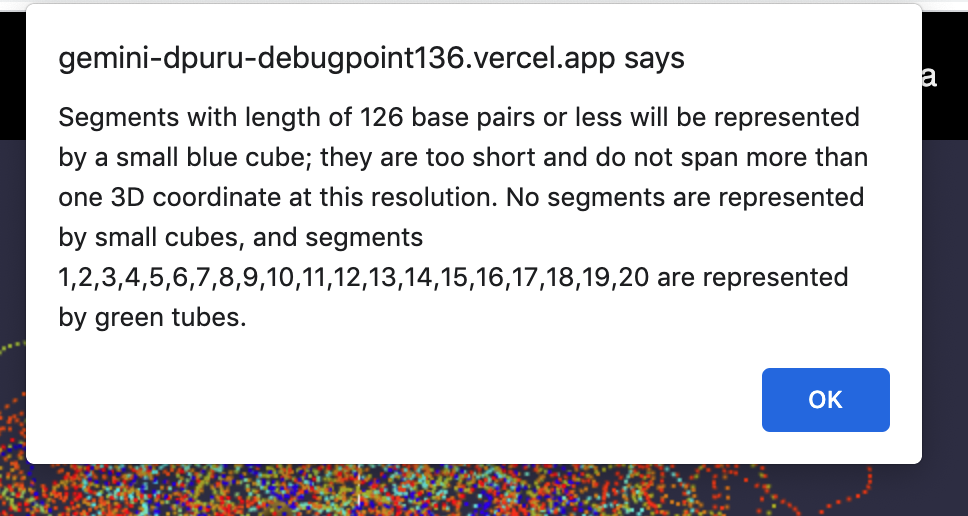 gemini-dpuru-debugpoint136.vercel.app says
Segments with length of 126 base pairs or less will be represented
by a small blue cube; they are too short and do not span more than
one 3D coordinate at this resolution. No segments are represented
by small cubes, and segments
1,2,3,4,5,6,7,8,9,10,11,12,13,14,15,16,17,18,19,20 are represented
by green tubes.
OK
a